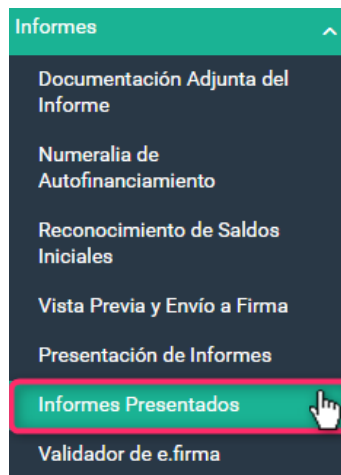 Informes
Documentación Adjunta del
Informe
Numeralia de
Autofinanciamiento
Reconocimiento de Saldos
Iniciales
Vista Previa y Envío a Firma
Presentación de Informes
Informes Presentados
Validador de e.firma